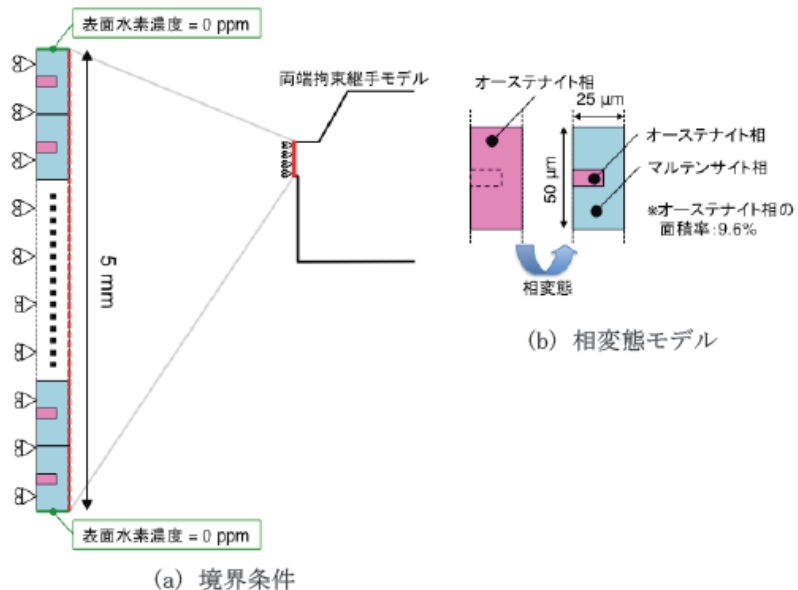 表面水素濃度 = 0 ppm
両端拘束継手モデル
5 mm
表面水素濃度 = 0 ppm
(a) 境界条件
オーステナイト相
25 μm
50 μm
オーステナイト相
マルテンサイト相
※オーステナイト相の
面積率:9.6%
相変態
(b) 相変態モデル